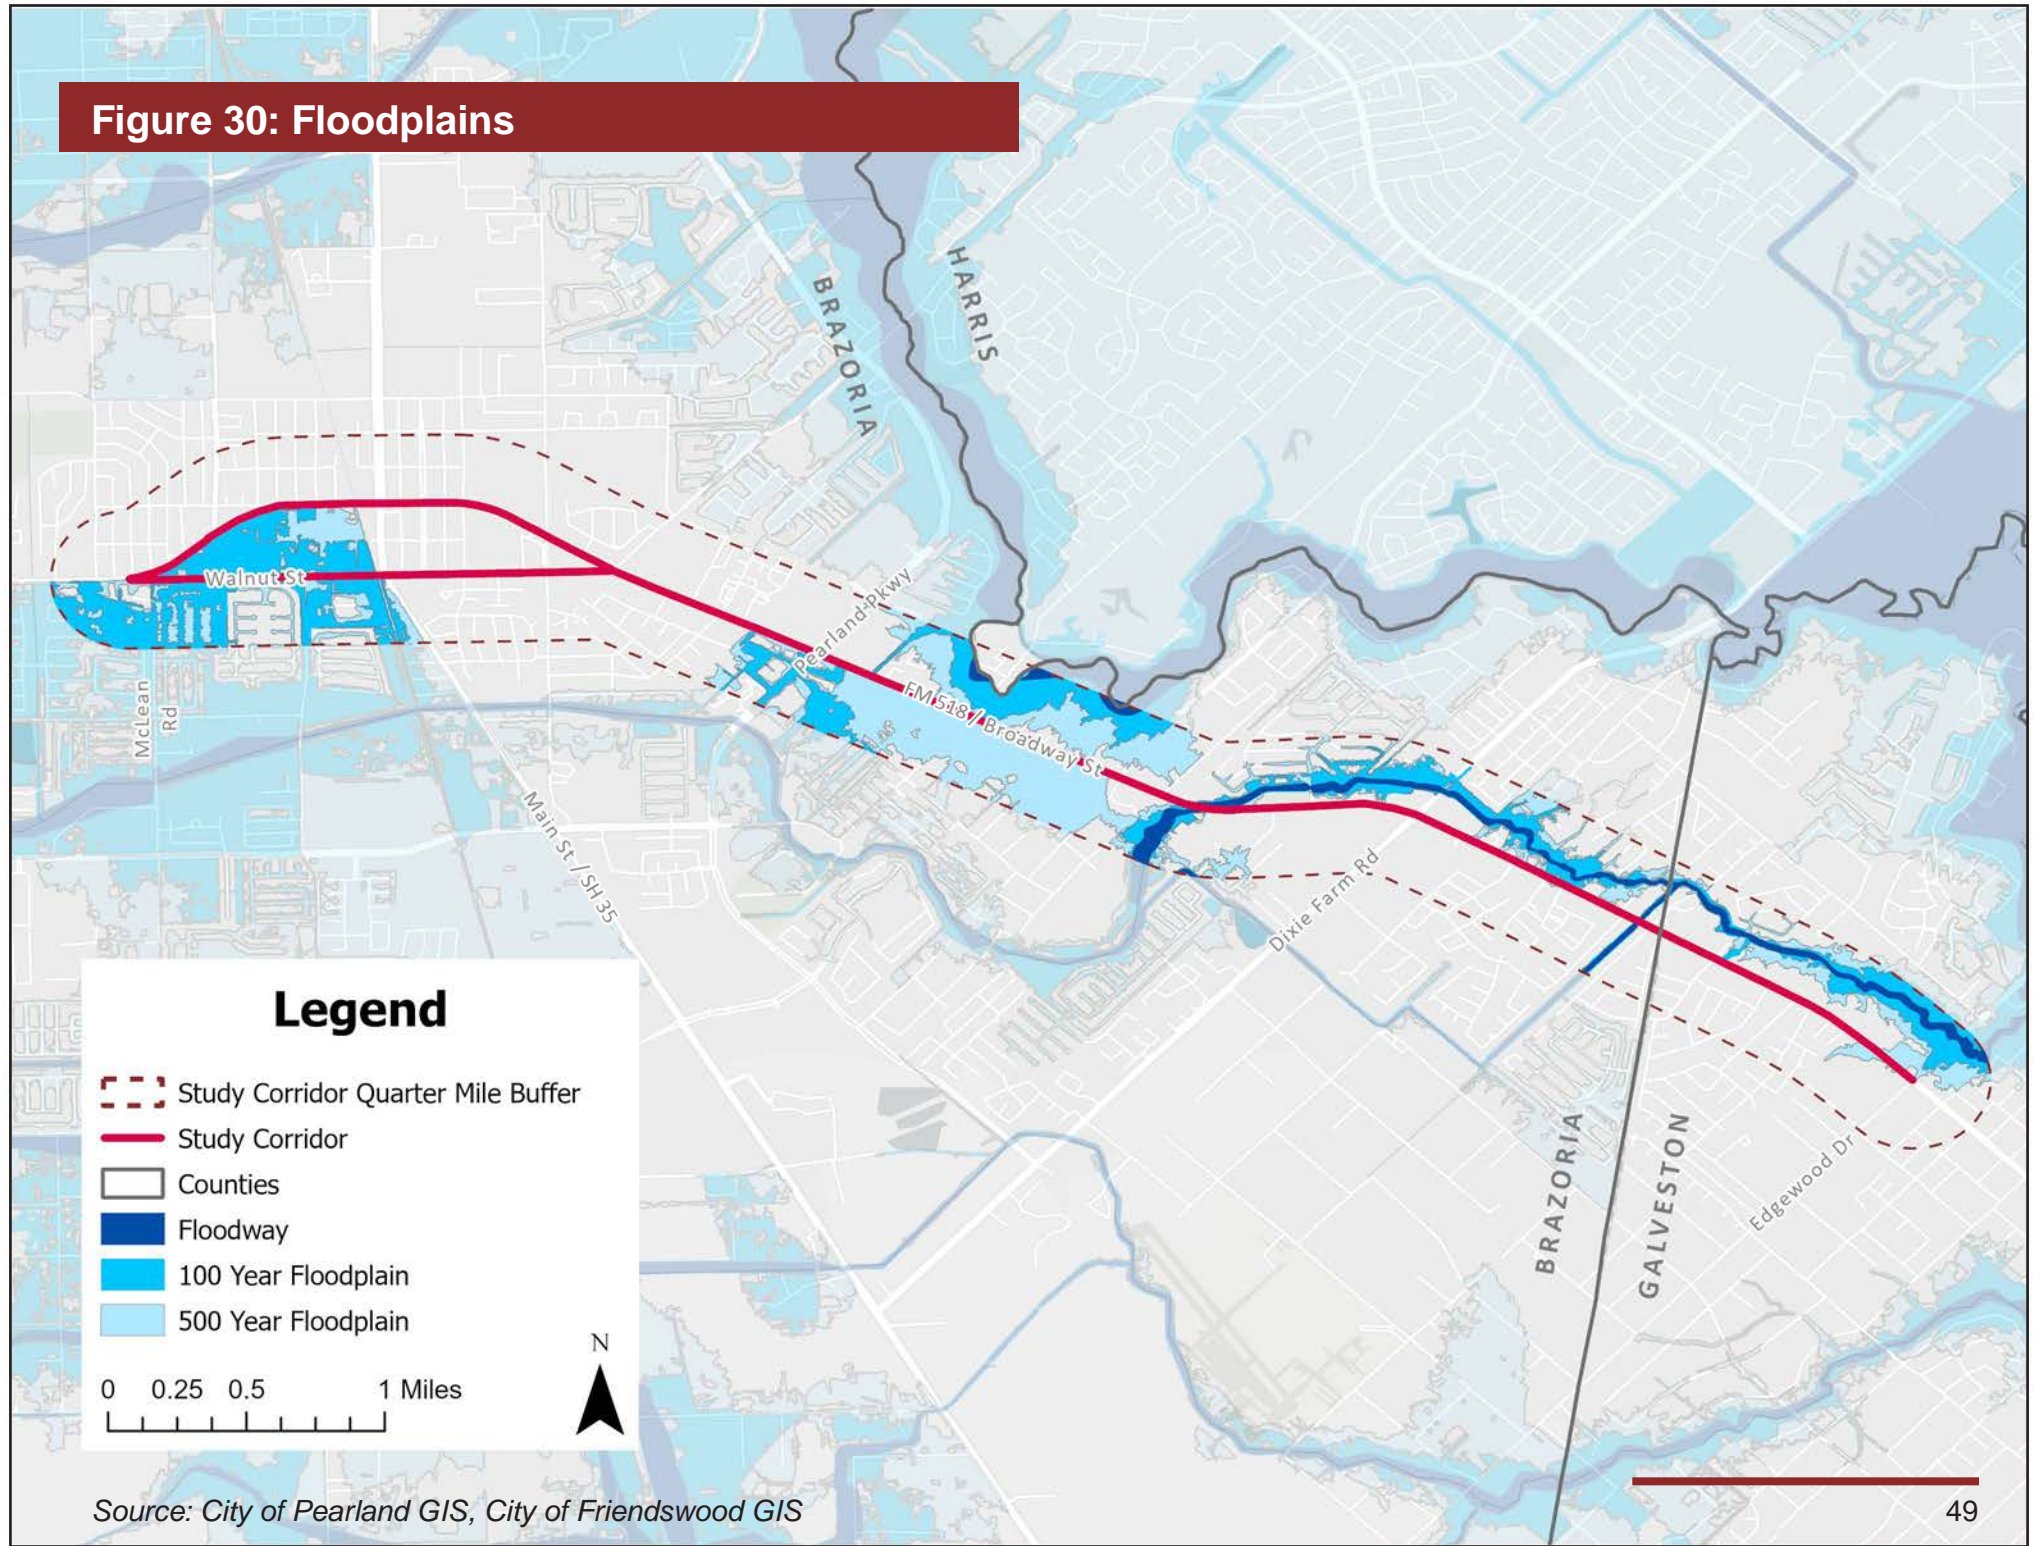 Figure 30: Floodplains
HARRIS
BRAZORIA
Walnut St
Pearland Pkwy
McLean
Rd
FM 518 / Broadway St
Main St / SH 35
Dixie Farm Rd
BRAZORIA
GALVESTON
Edgewood Dr
Legend
Study Corridor Quarter Mile Buffer
Study Corridor
Counties
Floodway
100 Year Floodplain
500 Year Floodplain
N
0 0.25 0.5 1 Miles
Source: City of Pearland GIS, City of Friendswood GIS
49